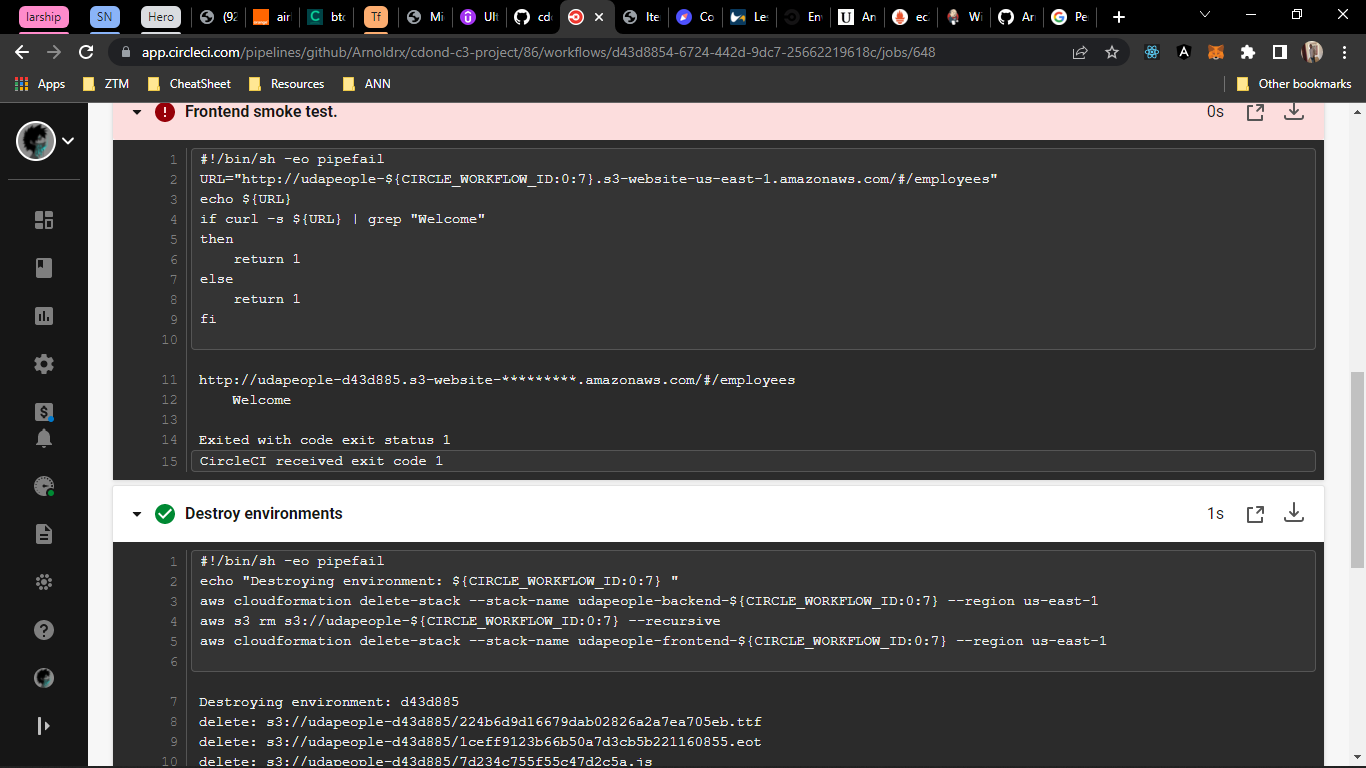 larship
SN
Hero
(92
airl
btc
Tf
Mi
Ult
cd
Ite
Co
Les
En
An
ec
Wi
Ar
Pe
app.circleci.com/pipelines/github/Arnoldrx/cdond-c3-project/86/workflows/d43d8854-6724-442d-9dc7-25662219618c/jobs/648
Apps
ZTM
CheatSheet
Resources
ANN
Other bookmarks
Frontend smoke test.
0s
1 #!/bin/sh -eo pipefail
2 URL="http://udapeople-${CIRCLE_WORKFLOW_ID:0:7}.s3-website-us-east-1.amazonaws.com/#/employees"
3 echo ${URL}
4 if curl -s ${URL} | grep "Welcome"
5 then
6 return 1
7 else
8 return 1
9 fi
10
11 http://udapeople-d43d885.s3-website-*********.amazonaws.com/#/employees
12 Welcome
13
14 Exited with code exit status 1
15 CircleCI received exit code 1
Destroy environments
1s
1 #!/bin/sh -eo pipefail
2 echo "Destroying environment: ${CIRCLE_WORKFLOW_ID:0:7} "
3 aws cloudformation delete-stack --stack-name udapeople-backend-${CIRCLE_WORKFLOW_ID:0:7} --region us-east-1
4 aws s3 rm s3://udapeople-${CIRCLE_WORKFLOW_ID:0:7} --recursive
5 aws cloudformation delete-stack --stack-name udapeople-frontend-${CIRCLE_WORKFLOW_ID:0:7} --region us-east-1
6
7 Destroying environment: d43d885
8 delete: s3://udapeople-d43d885/224b6d9d16679dab02826a2a7ea705eb.ttf
9 delete: s3://udapeople-d43d885/1ceff9123b66b50a7d3cb5b221160855.eot
10 delete: s3://udapeople-d43d885/7d234c755f55c47d2c5a.js